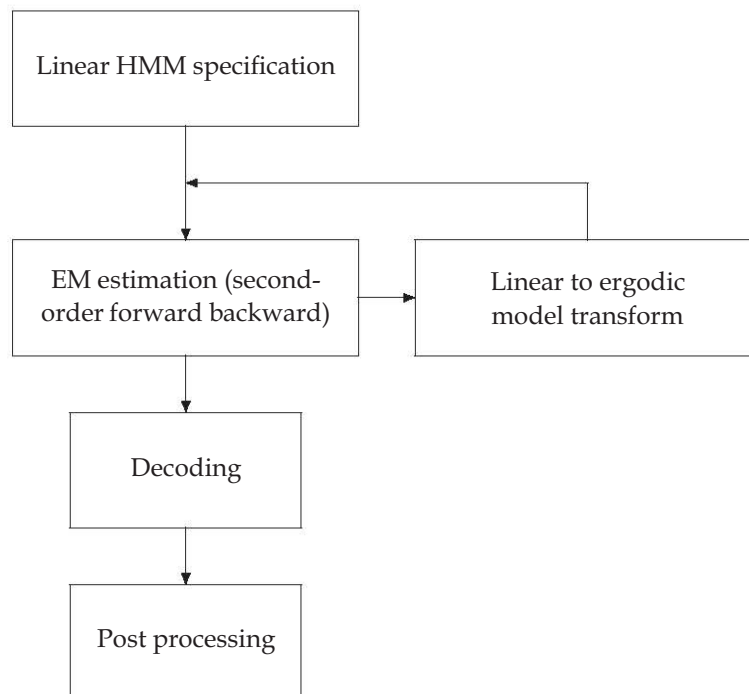 Linear HMM specification
EM estimation (second-
order forward backward)
Linear to ergodic
model transform
Decoding
Post processing